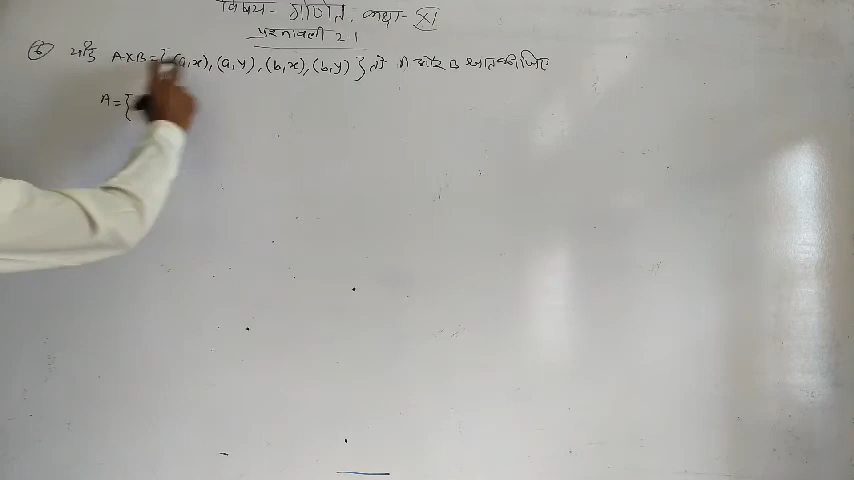 विषय- गणित, कक्षा- XI
प्रश्नावली 2.1
⑥ यदि A×B = { (a,x), (a,y), (b,x), (b,y) } तो A और B ज्ञात कीजिए
A = {